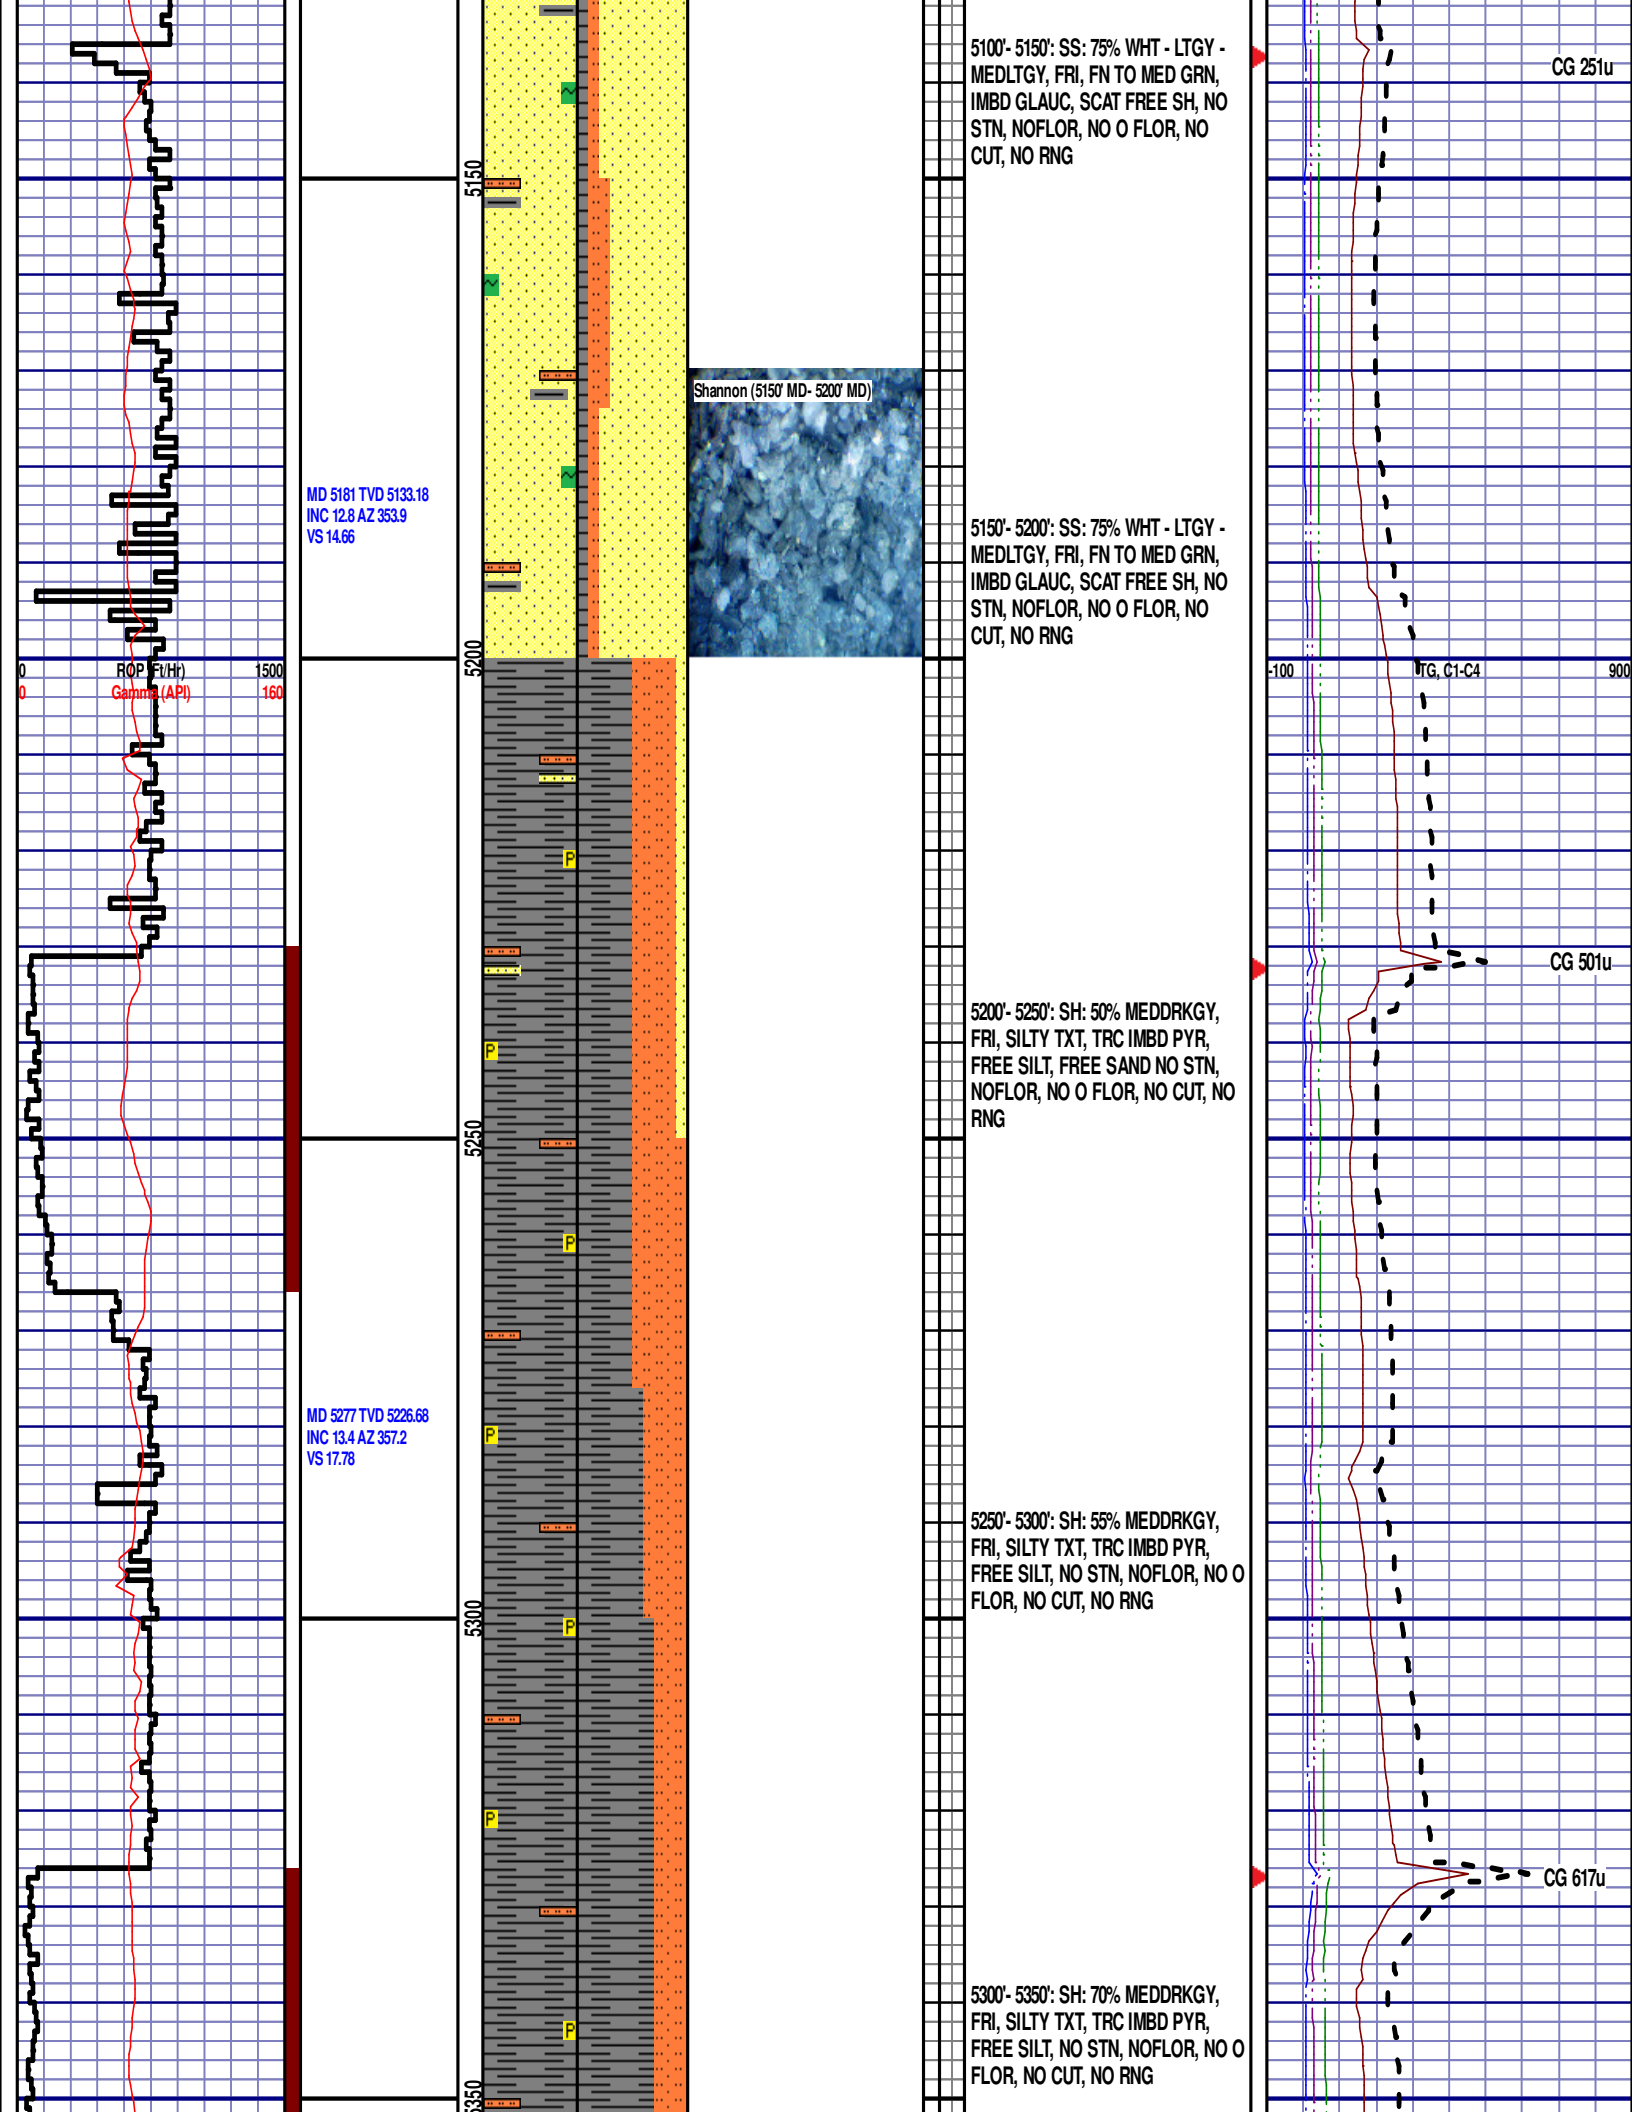 5100'- 5150': SS: 75% WHT - LTGY -
MEDLTGY, FRI, FN TO MED GRN,
IMBD GLAUC, SCAT FREE SH, NO
STN, NOFLOR, NO O FLOR, NO
CUT, NO RNG
CG 251u
5150
Shannon (5150' MD- 5200' MD)
MD 5181 TVD 5133.18
INC 12.8 AZ 353.9
VS 14.66
5150'- 5200': SS: 75% WHT - LTGY -
MEDLTGY, FRI, FN TO MED GRN,
IMBD GLAUC, SCAT FREE SH, NO
STN, NOFLOR, NO O FLOR, NO
CUT, NO RNG
5200
0 ROP (Ft/Hr) 1500
0 Gamma (API) 160
-100 TG, C1-C4 900
P
CG 501u
5200'- 5250': SH: 50% MEDDRKGY,
FRI, SILTY TXT, TRC IMBD PYR,
FREE SILT, FREE SAND NO STN,
NOFLOR, NO O FLOR, NO CUT, NO
RNG
P
5250
P
MD 5277 TVD 5226.68
INC 13.4 AZ 357.2
VS 17.78
P
5250'- 5300': SH: 55% MEDDRKGY,
FRI, SILTY TXT, TRC IMBD PYR,
FREE SILT, NO STN, NOFLOR, NO O
FLOR, NO CUT, NO RNG
5300
P
P
CG 617u
5300'- 5350': SH: 70% MEDDRKGY,
FRI, SILTY TXT, TRC IMBD PYR,
FREE SILT, NO STN, NOFLOR, NO O
FLOR, NO CUT, NO RNG
P
5350